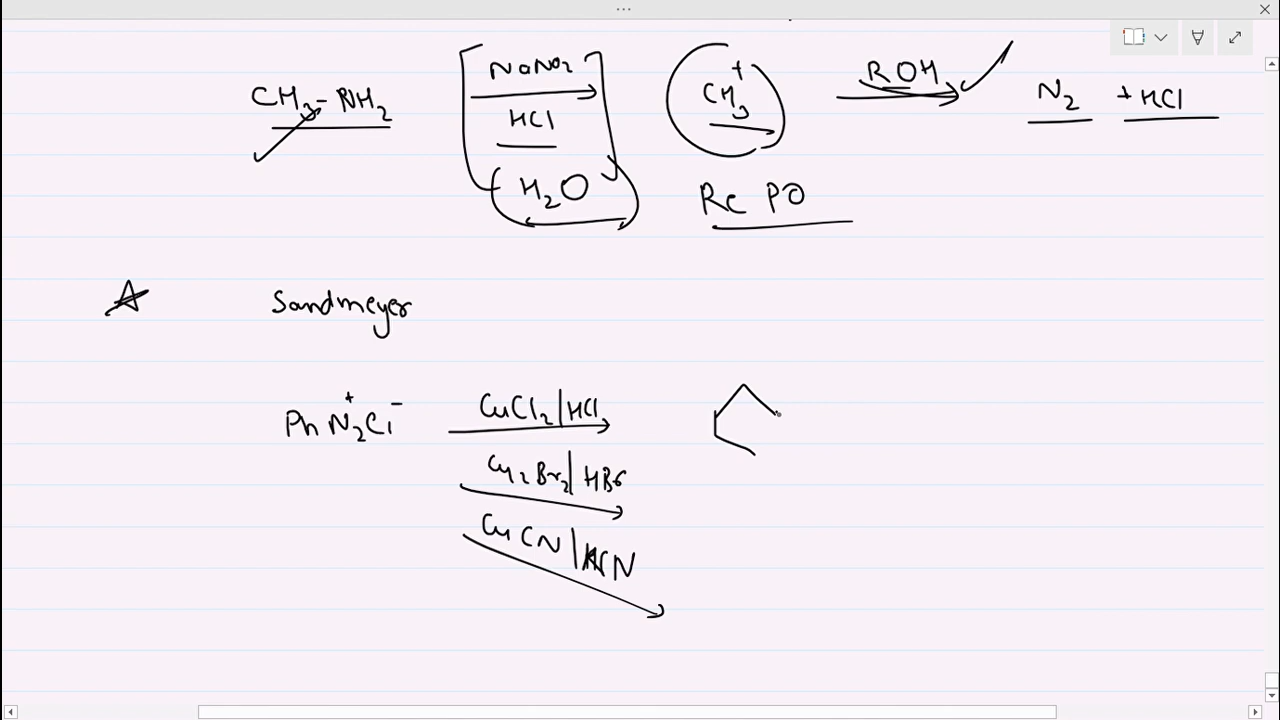 CH3-NH2 NaNO2 CH3+ ROH N2 + HCl
HCl
H2O RC PO
Sandmeyer
PhN2+Cl- CuCl2/HCl
Cu2Br2/HBr
CuCN/KCN